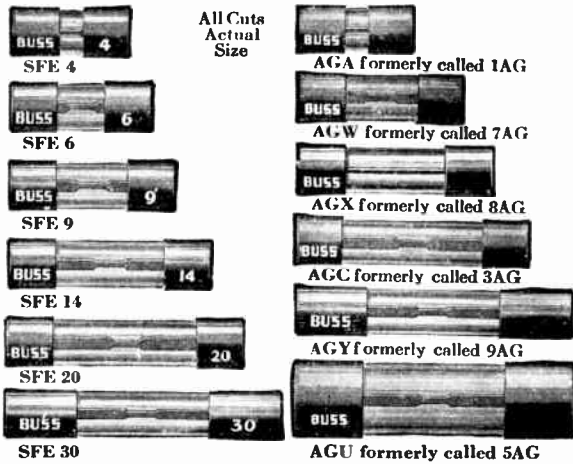 All Cuts
Actual
Size
BUSS 4
SFE 4
BUSS 6
SFE 6
BUSS 9
SFE 9
BUSS 14
SFE 14
BUSS 20
SFE 20
BUSS 30
SFE 30
BUSS
AGA formerly called 1AG
BUSS
AGW formerly called 7AG
BUSS
AGX formerly called 8AG
BUSS
AGC formerly called 3AG
BUSS
AGY formerly called 9AG
BUSS
AGU formerly called 5AG